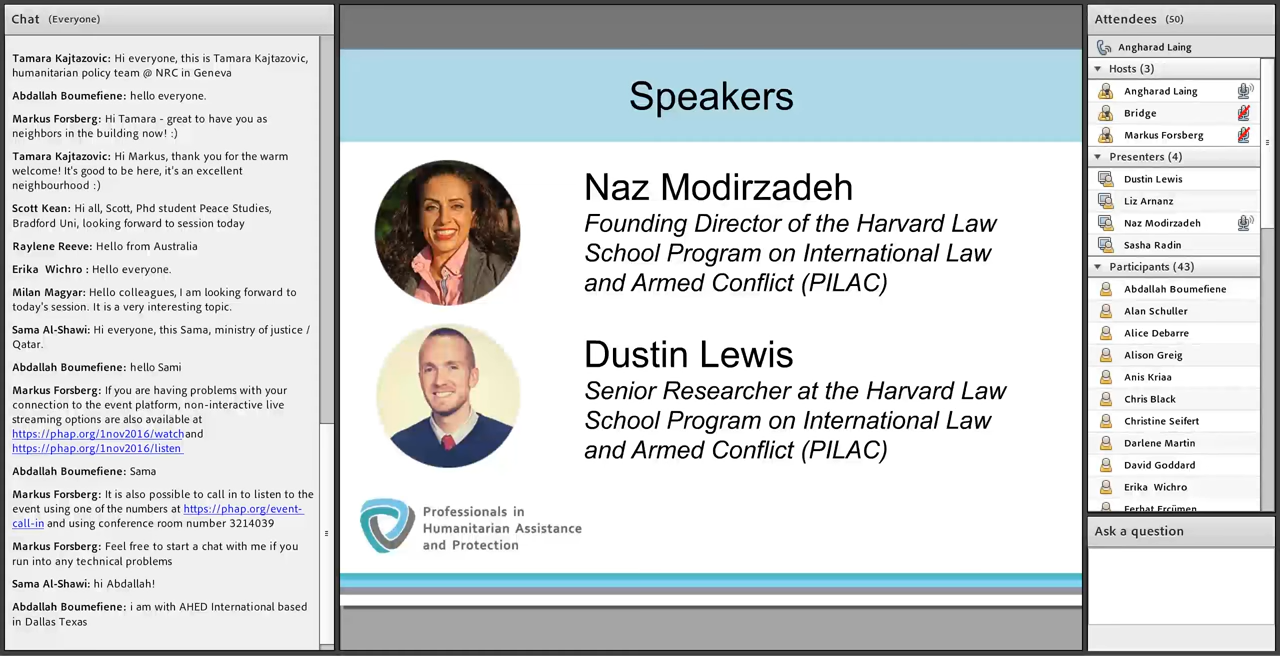 Chat (Everyone)
Tamara Kajtazovic: Hi everyone, this is Tamara Kajtazovic,
humanitarian policy team @ NRC in Geneva
Abdallah Boumefiene: hello everyone.
Markus Forsberg: Hi Tamara - great to have you as
neighbors in the building now! :)
Tamara Kajtazovic: Hi Markus, thank you for the warm
welcome! It's good to be here, it's an excellent
neighbourhood :)
Scott Kean: Hi all, Scott, Phd student Peace Studies,
Bradford Uni, looking forward to session today
Raylene Reeve: Hello from Australia
Erika Wichro : Hello everyone.
Milan Magyar: Hello colleagues, I am looking forward to
today's session. It is a very interesting topic.
Sama Al-Shawi: Hi everyone, this Sama, ministry of justice /
Qatar.
Abdallah Boumefiene: hello Sami
Markus Forsberg: If you are having problems with your
connection to the event platform, non-interactive live
streaming options are also available at
https://phap.org/1nov2016/watchand
https://phap.org/1nov2016/listen
Abdallah Boumefiene: Sama
Markus Forsberg: It is also possible to call in to listen to the
event using one of the numbers at https://phap.org/event-
call-in and using conference room number 3214039
Markus Forsberg: Feel free to start a chat with me if you
run into any technical problems
Sama Al-Shawi: hi Abdallah!
Abdallah Boumefiene: i am with AHED International based
in Dallas Texas
Speakers
Naz Modirzadeh
Founding Director of the Harvard Law
School Program on International Law
and Armed Conflict (PILAC)
Dustin Lewis
Senior Researcher at the Harvard Law
School Program on International Law
and Armed Conflict (PILAC)
Professionals in
Humanitarian Assistance
and Protection
Attendees (50)
Angharad Laing
Hosts (3)
Angharad Laing
Bridge
Markus Forsberg
Presenters (4)
Dustin Lewis
Liz Arnanz
Naz Modirzadeh
Sasha Radin
Participants (43)
Abdallah Boumefiene
Alan Schuller
Alice Debarre
Alison Greig
Anis Kriaa
Chris Black
Christine Seifert
Darlene Martin
David Goddard
Erika Wichro
Ferhat Ercümen
Ask a question